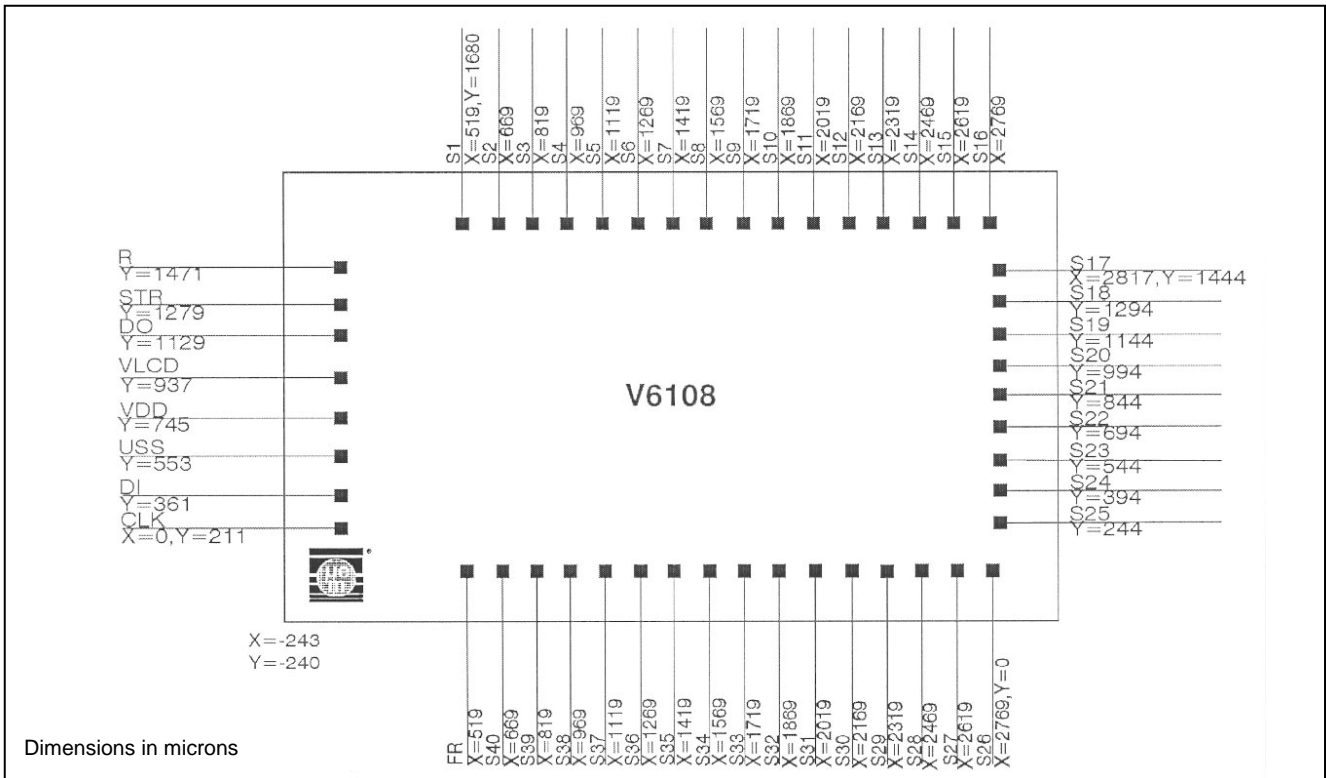 S1
X=519,Y=1680
S2
X=669
S3
X=819
S4
X=969
S5
X=1119
S6
X=1269
S7
X=1419
S8
X=1569
S9
X=1719
S10
X=1869
S11
X=2019
S12
X=2169
S13
X=2319
S14
X=2469
S15
X=2619
S16
X=2769
R
Y=1471
STR
Y=1279
DO
Y=1129
VLCD
Y=937
VDD
Y=745
USS
Y=553
DI
Y=361
CLK
X=0,Y=211
V6108
S17
X=2817,Y=1444
S18
Y=1294
S19
Y=1144
S20
Y=994
S21
Y=844
S22
Y=694
S23
Y=544
S24
Y=394
S25
Y=244
X=-243
Y=-240
FR
X=519
S40
X=669
S39
X=819
S38
X=969
S37
X=1119
S36
X=1269
S35
X=1419
S34
X=1569
S33
X=1719
S32
X=1869
S31
X=2019
S30
X=2169
S29
X=2319
S28
X=2469
S27
X=2619
S26
X=2769,Y=0
Dimensions in microns